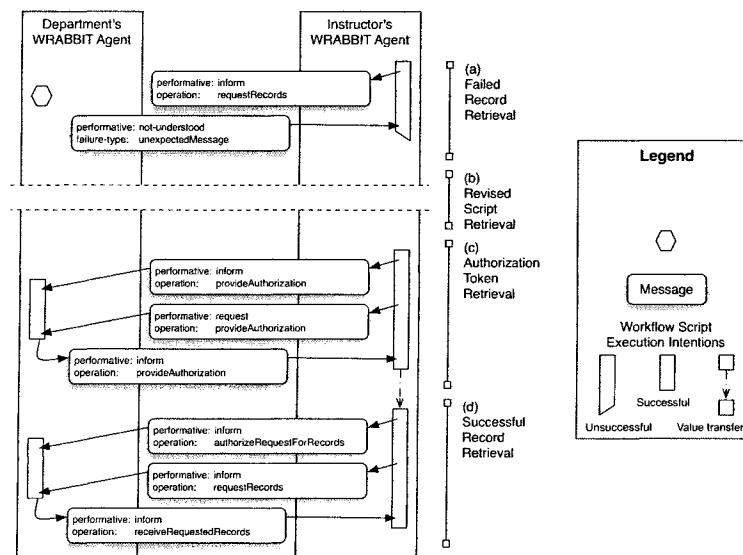 Department's
WRABBIT Agent
Instructor's
WRABBIT Agent
performative: inform
operation: requestRecords
performative: not-understood
failure-type: unexpectedMessage
(a)
Failed
Record
Retrieval
(b)
Revised
Script
Retrieval
performative: inform
operation: provideAuthorization
performative: request
operation: provideAuthorization
performative: inform
operation: provideAuthorization
(c)
Authorization
Token
Retrieval
performative: inform
operation: authorizeRequestForRecords
performative: inform
operation: requestRecords
performative: inform
operation: receiveRequestedRecords
(d)
Successful
Record
Retrieval
Legend
Message
Workflow Script
Execution Intentions
Successful
Unsuccessful
Value transfer